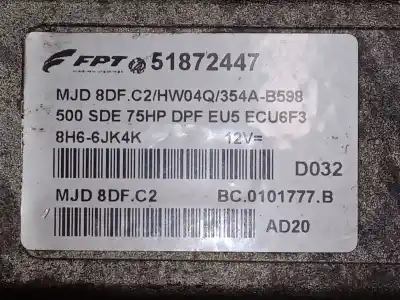 FPT 51872447
MJD 8DF.C2/HW04Q/354A-B598
500 SDE 75HP DPF EU5 ECU6F3
8H6-6JK4K 12V=
D032
MJD 8DF.C2 BC.0101777.B
AD20